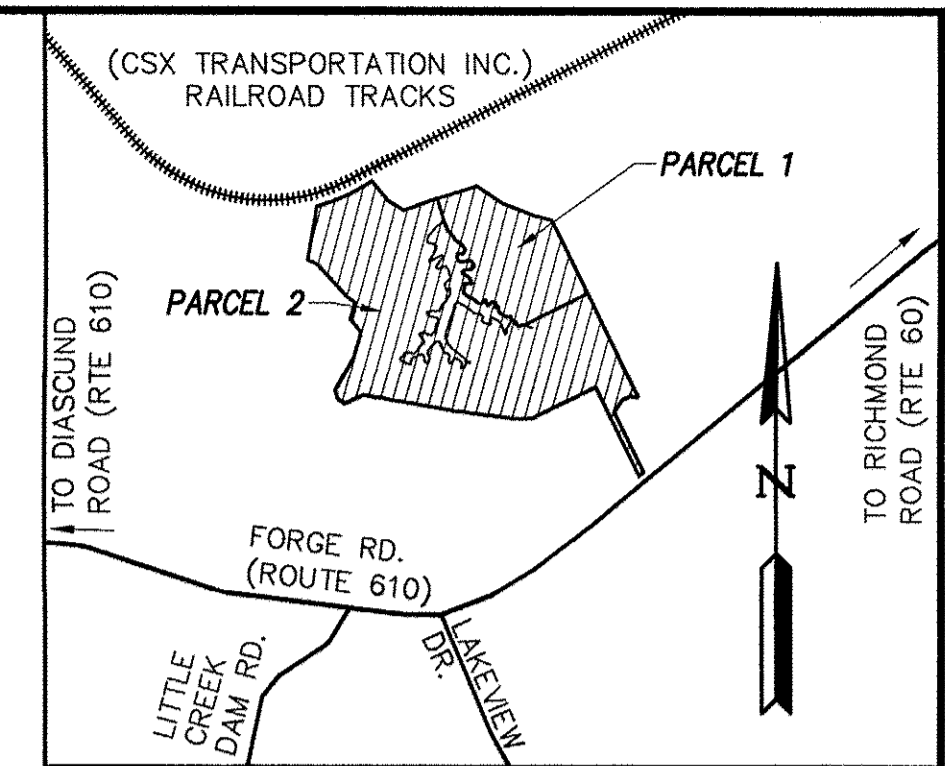 (CSX TRANSPORTATION INC.)
RAILROAD TRACKS
PARCEL 1
PARCEL 2
TO DIASCUND
ROAD (RTE 610)
N
TO RICHMOND
ROAD (RTE 60)
FORGE RD.
(ROUTE 610)
LITTLE
CREEK
DAM RD.
LAKEVIEW
DR.